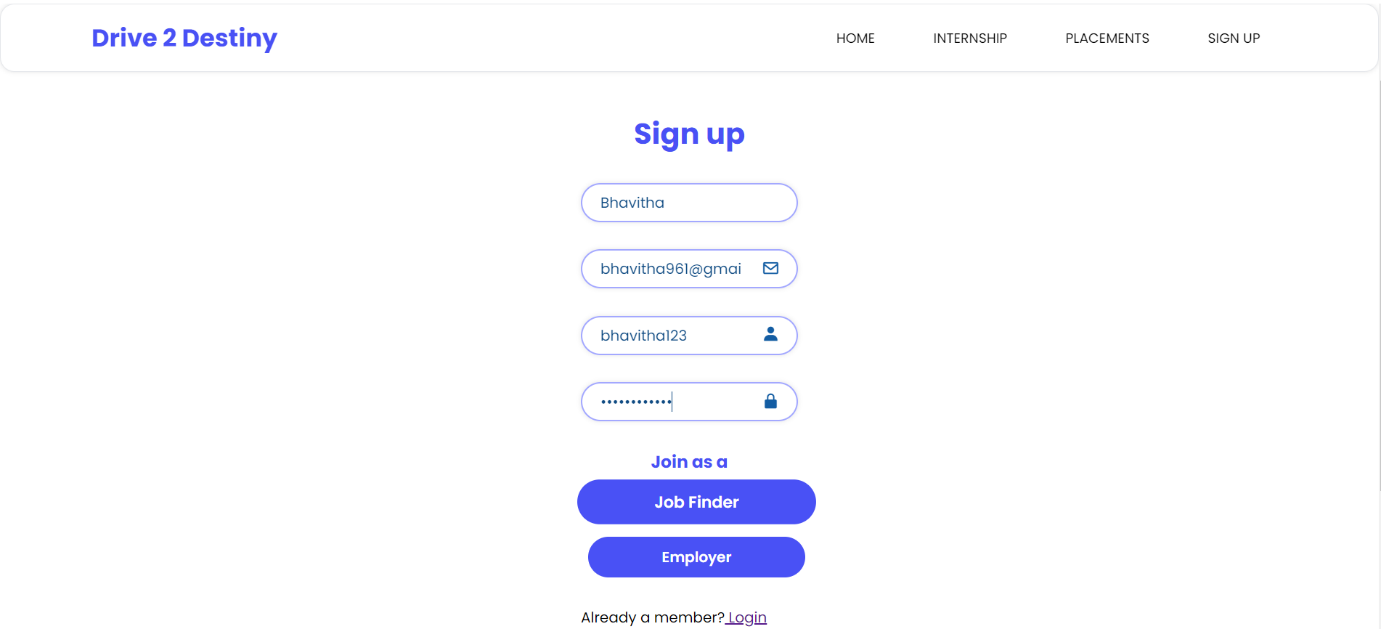 Drive 2 Destiny HOME INTERNSHIP PLACEMENTS SIGN UP
Sign up
Bhavitha
bhavitha961@gmai
bhavitha123
••••••••••••
Join as a
Job Finder
Employer
Already a member? Login